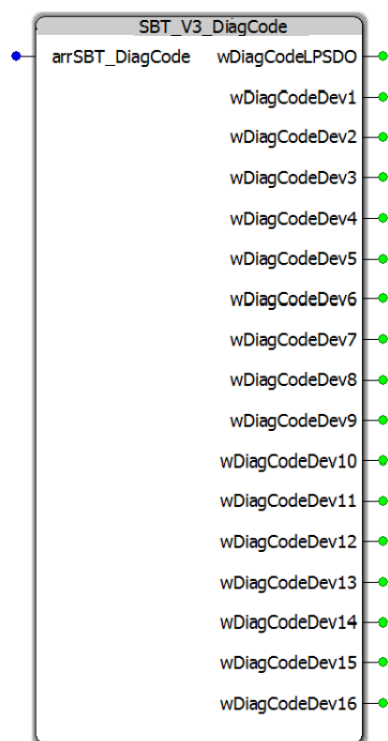 SBT_V3_DiagCode
arrSBT_DiagCode wDiagCodeLPSDO
wDiagCodeDev1
wDiagCodeDev2
wDiagCodeDev3
wDiagCodeDev4
wDiagCodeDev5
wDiagCodeDev6
wDiagCodeDev7
wDiagCodeDev8
wDiagCodeDev9
wDiagCodeDev10
wDiagCodeDev11
wDiagCodeDev12
wDiagCodeDev13
wDiagCodeDev14
wDiagCodeDev15
wDiagCodeDev16